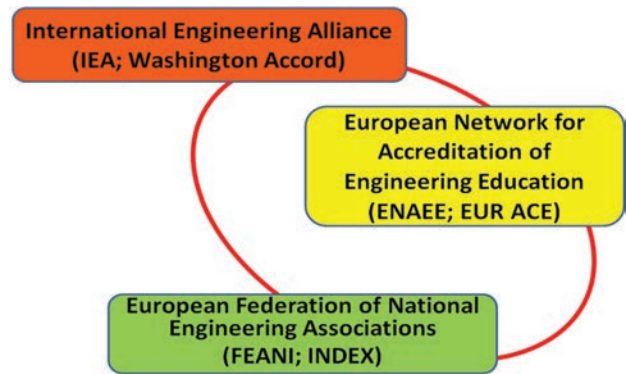 International Engineering Alliance
(IEA; Washington Accord)
European Network for
Accreditation of
Engineering Education
(ENAEE; EUR ACE)
European Federation of National
Engineering Associations
(FEANI; INDEX)